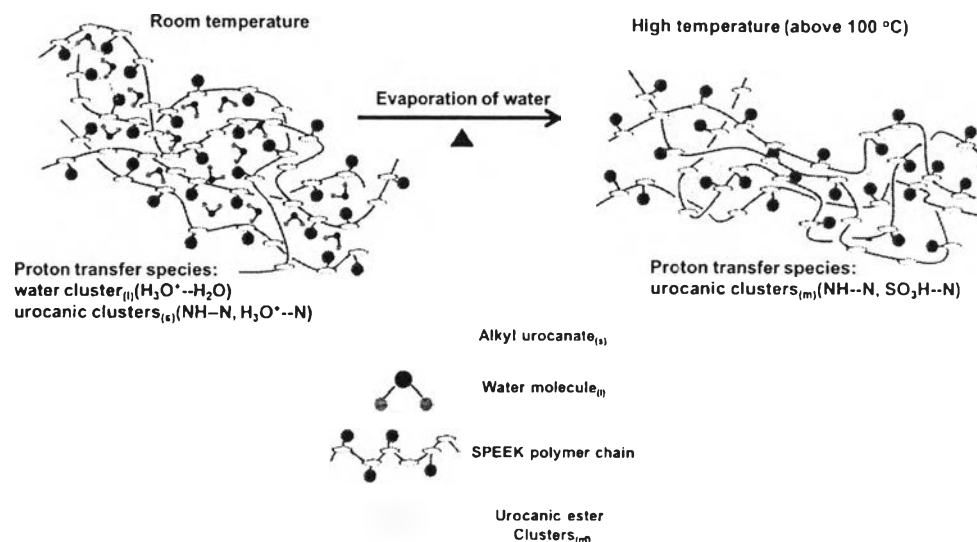 Room temperature
High temperature (above 100 °C)
Evaporation of water
Proton transfer species:
water cluster(l)(H3O+--H2O)
urocanic clusters(s)(NH--N, H3O+--N)
Proton transfer species:
urocanic clusters(m)(NH--N, SO3H--N)
Alkyl urocanate(s)
Water molecule(l)
SPEEK polymer chain
Urocanic ester
Clusters(m)